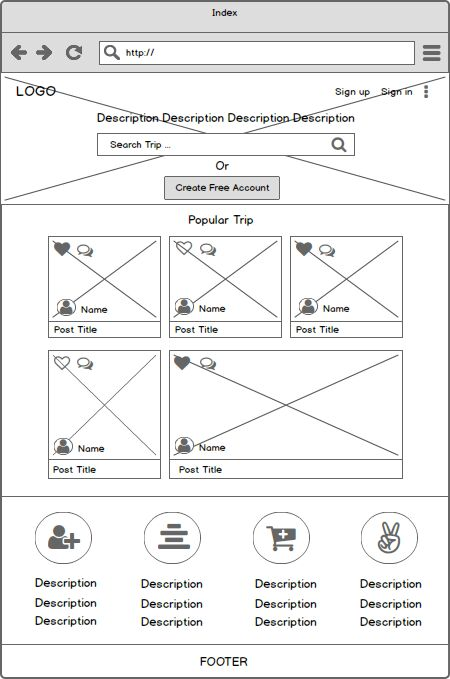 Index
http://
LOGO Sign up Sign in
Description Description Description Description
Search Trip ...
Or
Create Free Account
Popular Trip
Name Name Name
Post Title Post Title Post Title
Name Name
Post Title Post Title
Description Description Description Description
Description Description Description Description
Description Description Description Description
FOOTER